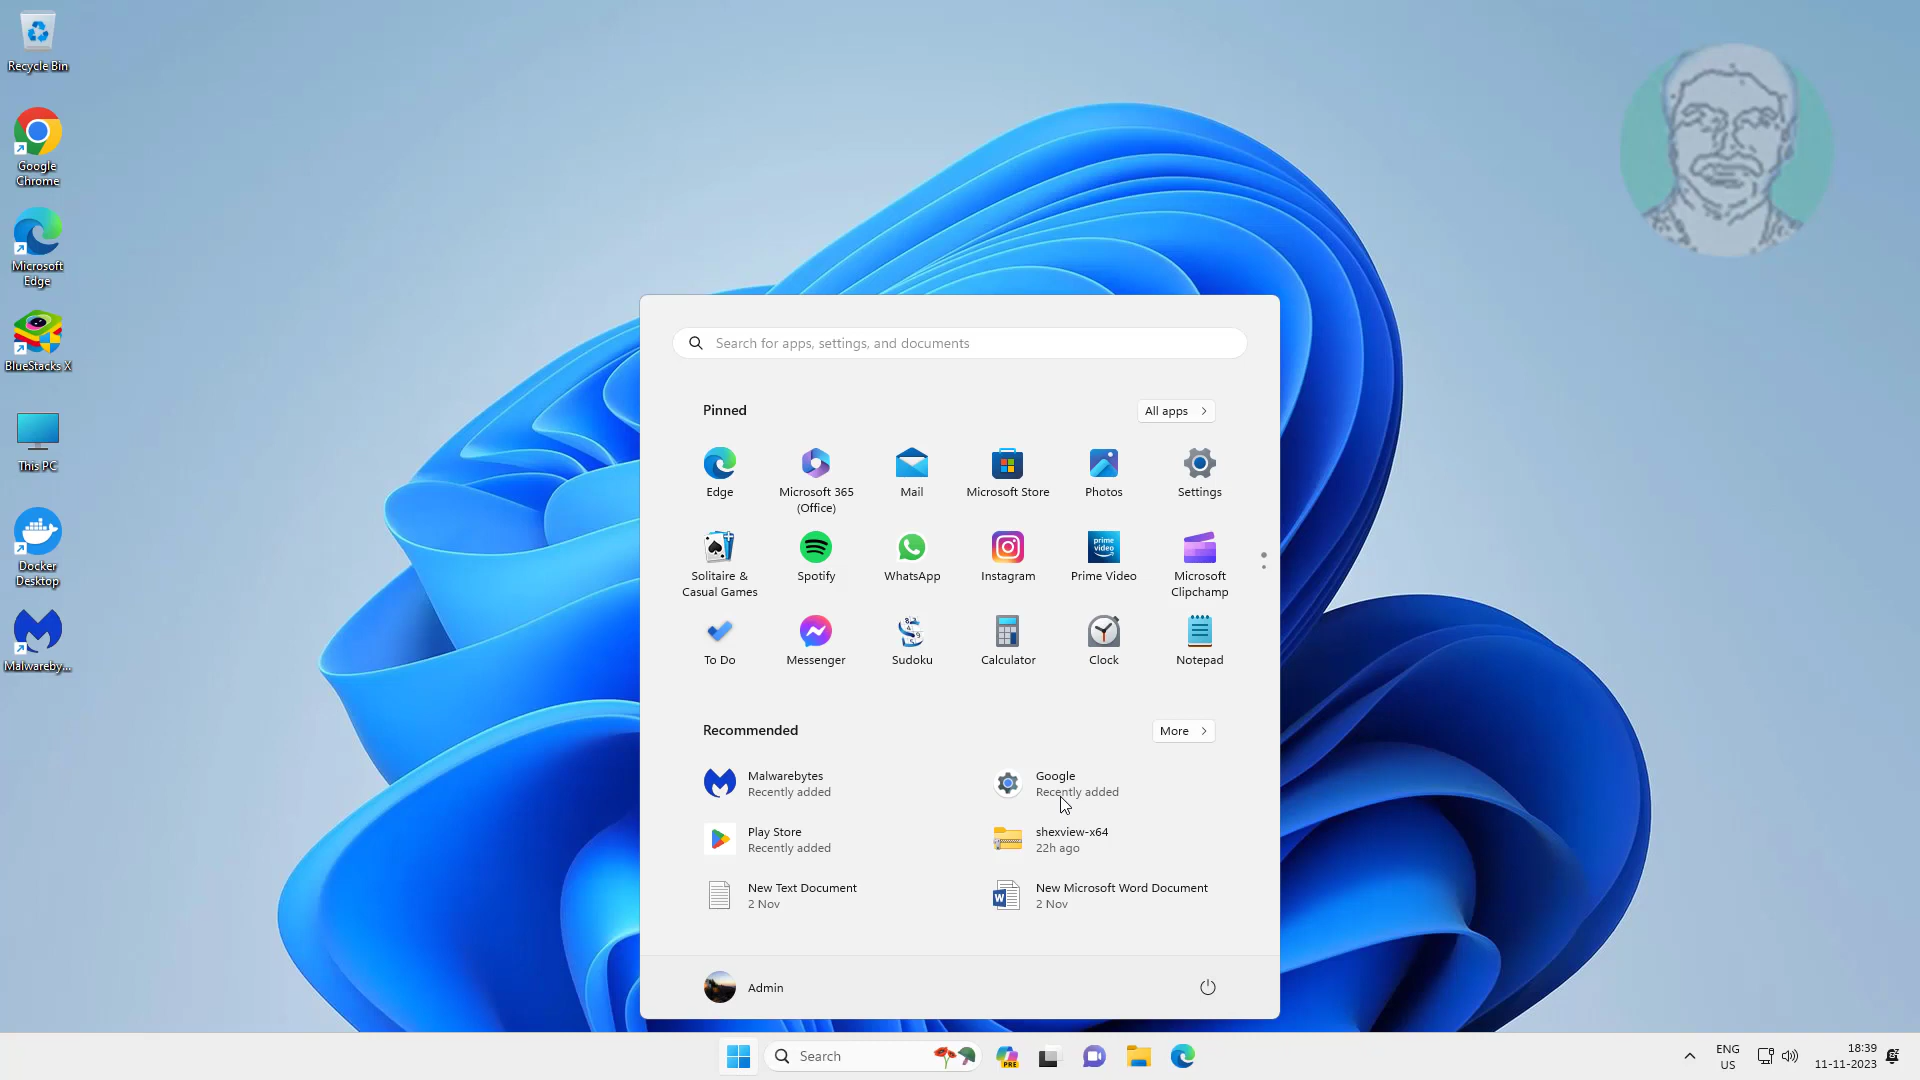 Recycle Bin
Google
Chrome
Microsoft
Edge
BlueStacks X
This PC
Docker
Desktop
Malwareby...
Search for apps, settings, and documents
Pinned
All apps
Edge
Microsoft 365
(Office)
Mail
Microsoft Store
Photos
Settings
Solitaire &
Casual Games
Spotify
WhatsApp
Instagram
prime
video
Prime Video
Microsoft
Clipchamp
To Do
Messenger
Sudoku
Calculator
Clock
Notepad
Recommended
More
Malwarebytes
Recently added
Google
Recently added
Play Store
Recently added
shexview-x64
22h ago
New Text Document
2 Nov
New Microsoft Word Document
2 Nov
Admin
Search
PRE
ENG
US
18:39
11-11-2023